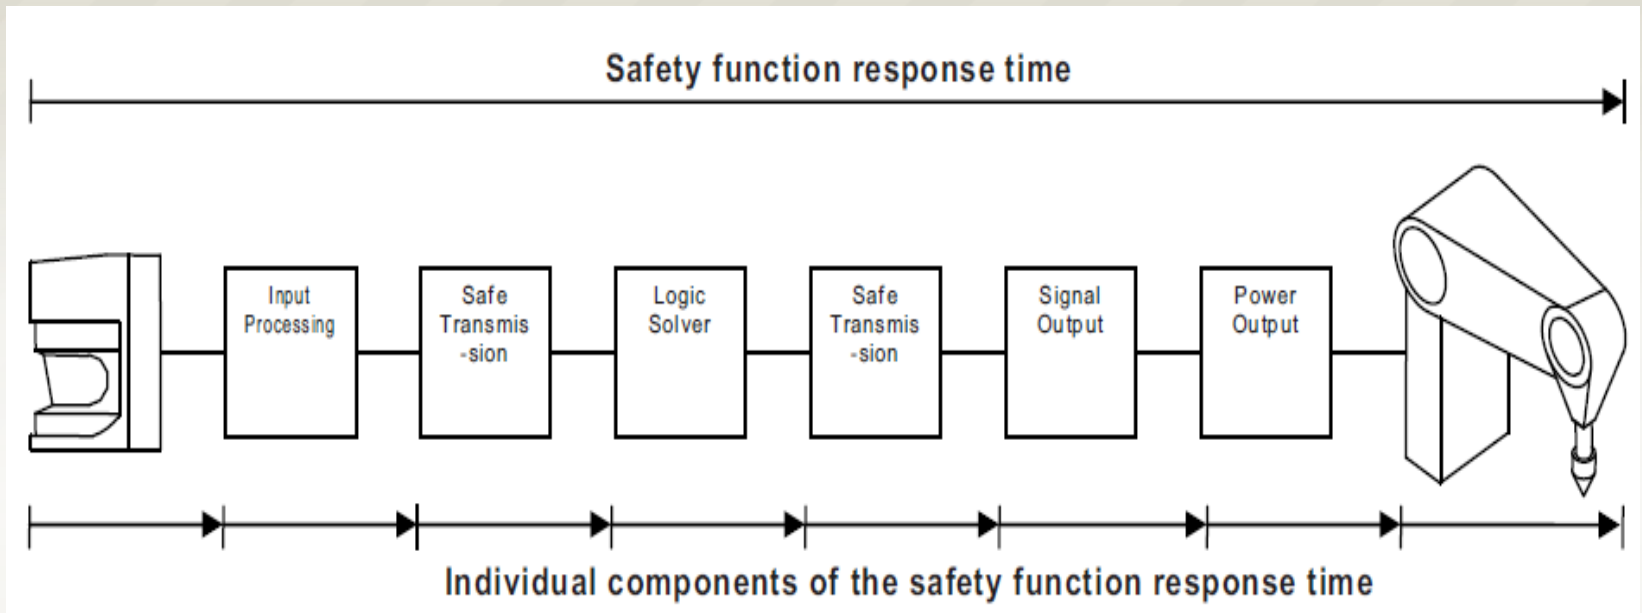 Safety function response time
Input
Processing
Safe
Transmis
-sion
Logic
Solver
Safe
Transmis
-sion
Signal
Output
Power
Output
Individual components of the safety function response time